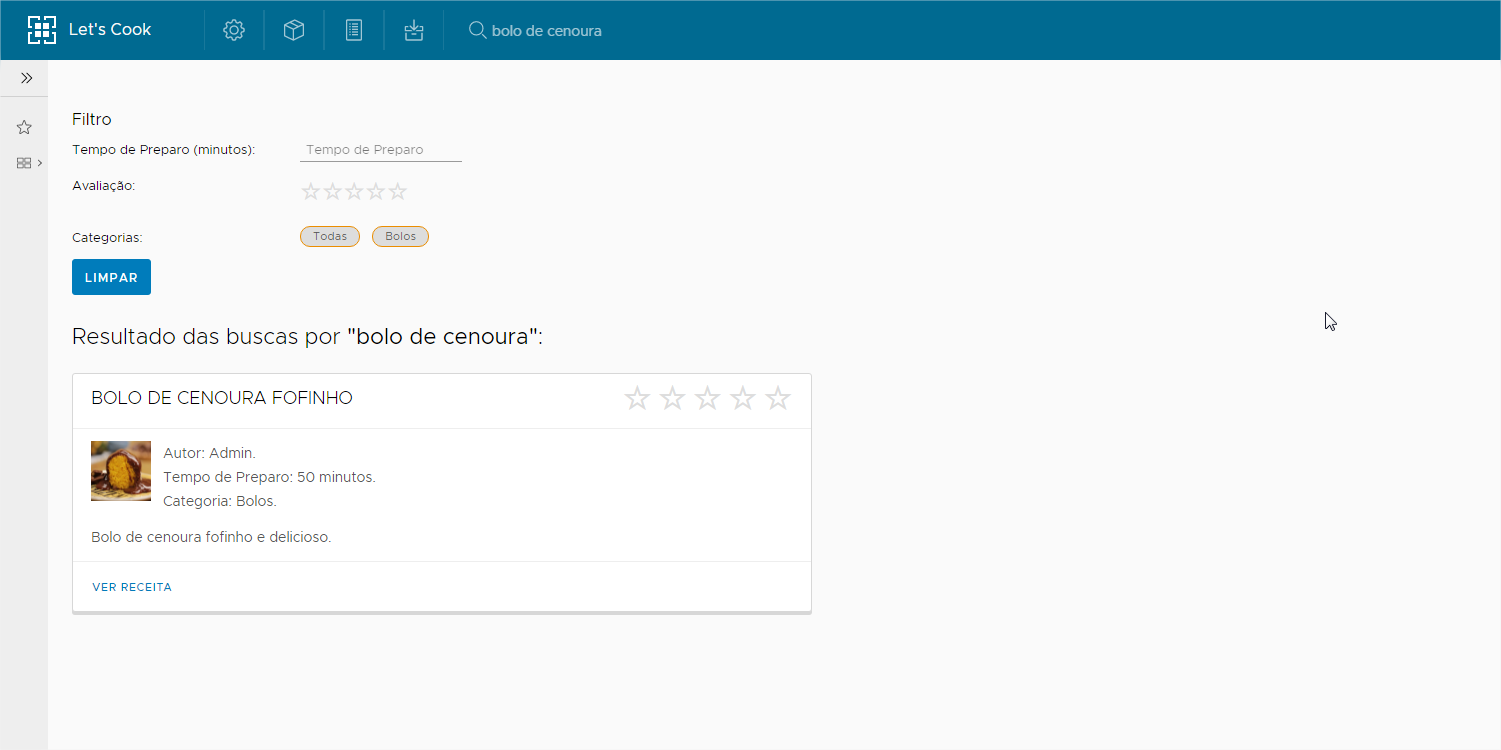 Let's Cook
bolo de cenoura
Filtro
Tempo de Preparo (minutos):
Tempo de Preparo
Avaliação:
Categorias:
Todas
Bolos
LIMPAR
Resultado das buscas por "bolo de cenoura":
BOLO DE CENOURA FOFINHO
Autor: Admin.
Tempo de Preparo: 50 minutos.
Categoria: Bolos.
Bolo de cenoura fofinho e delicioso.
VER RECEITA